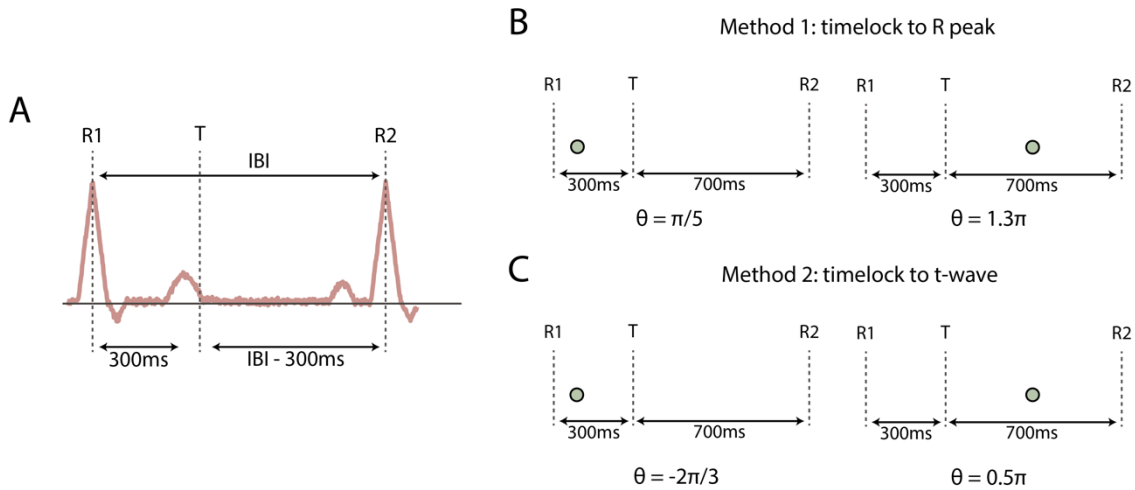 A
R1 T R2
IBI
300ms IBI - 300ms
B
Method 1: timelock to R peak
R1 T R2 R1 T R2
300ms 700ms 300ms 700ms
θ = π/5 θ = 1.3π
C
Method 2: timelock to t-wave
R1 T R2 R1 T R2
300ms 700ms 300ms 700ms
θ = -2π/3 θ = 0.5π